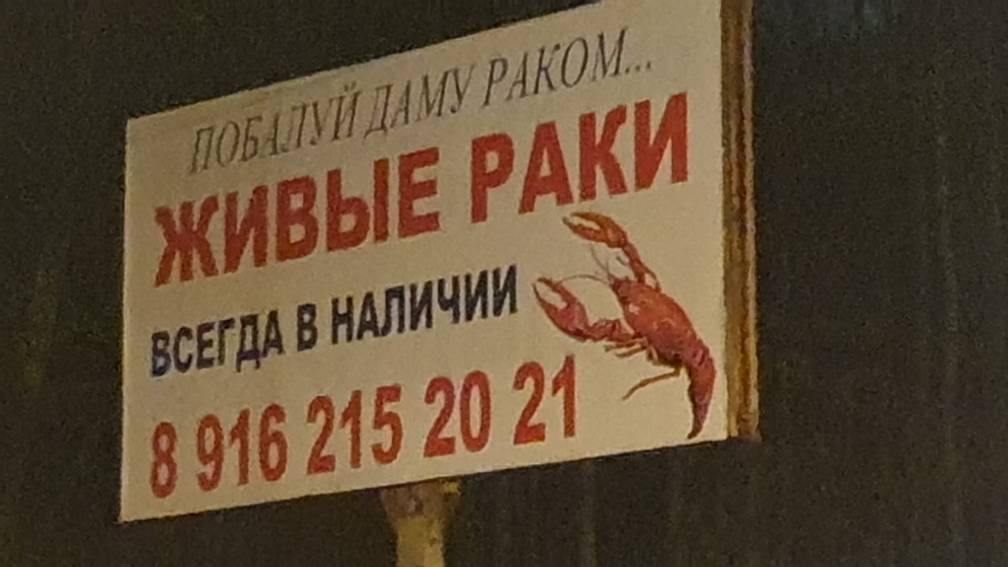 ПОБАЛУЙ ДАМУ РАКОМ...
ЖИВЫЕ РАКИ
ВСЕГДА В НАЛИЧИИ
8 916 215 20 21